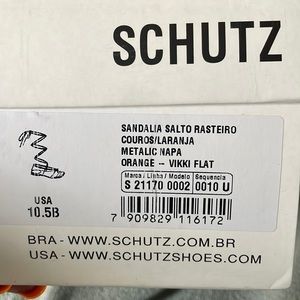 SCHUTZ
SANDALIA SALTO RASTEIRO
COUROS/LARANJA
METALIC NAPA
ORANGE -- VIKKI FLAT
Marca / Linha / Modelo Sequencia
S 21170 0002 0010 U
USA
10.5B
7 909829 116172
BRA - WWW.SCHUTZ.COM.BR
USA - WWW.SCHUTZSHOES.COM